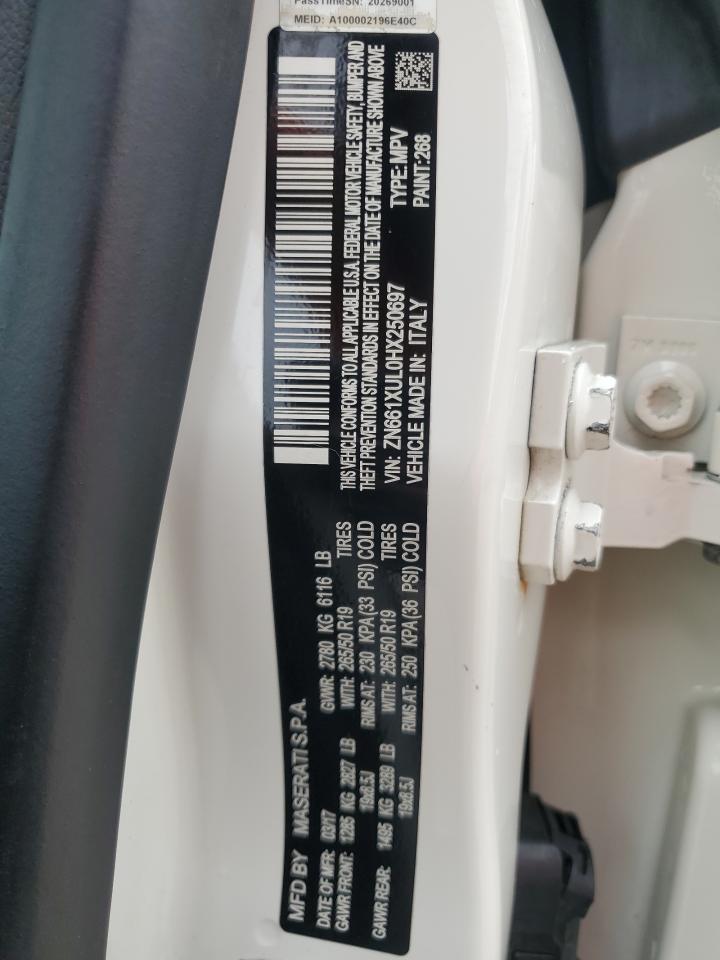 PassTimeSN: 20269001
MEID: A100002196E40C
MFD BY MASERATI S.P.A.
DATE OF MFR: 03/17 GVWR: 2780 KG 6116 LB
GAWR FRONT: 1285 KG 2827 LB WITH: 265/50 R19 TIRES
19x8.5J RIMS AT: 230 KPA (33 PSI) COLD
GAWR REAR: 1495 KG 3289 LB WITH: 265/50 R19 TIRES
19x8.5J RIMS AT: 250 KPA (36 PSI) COLD
THIS VEHICLE CONFORMS TO ALL APPLICABLE U.S.A. FEDERAL MOTOR VEHICLE SAFETY, BUMPER AND
THEFT PREVENTION STANDARDS IN EFFECT ON THE DATE OF MANUFACTURE SHOWN ABOVE
VIN: ZN661XUL0HX250697 TYPE: MPV
VEHICLE MADE IN: ITALY PAINT: 268